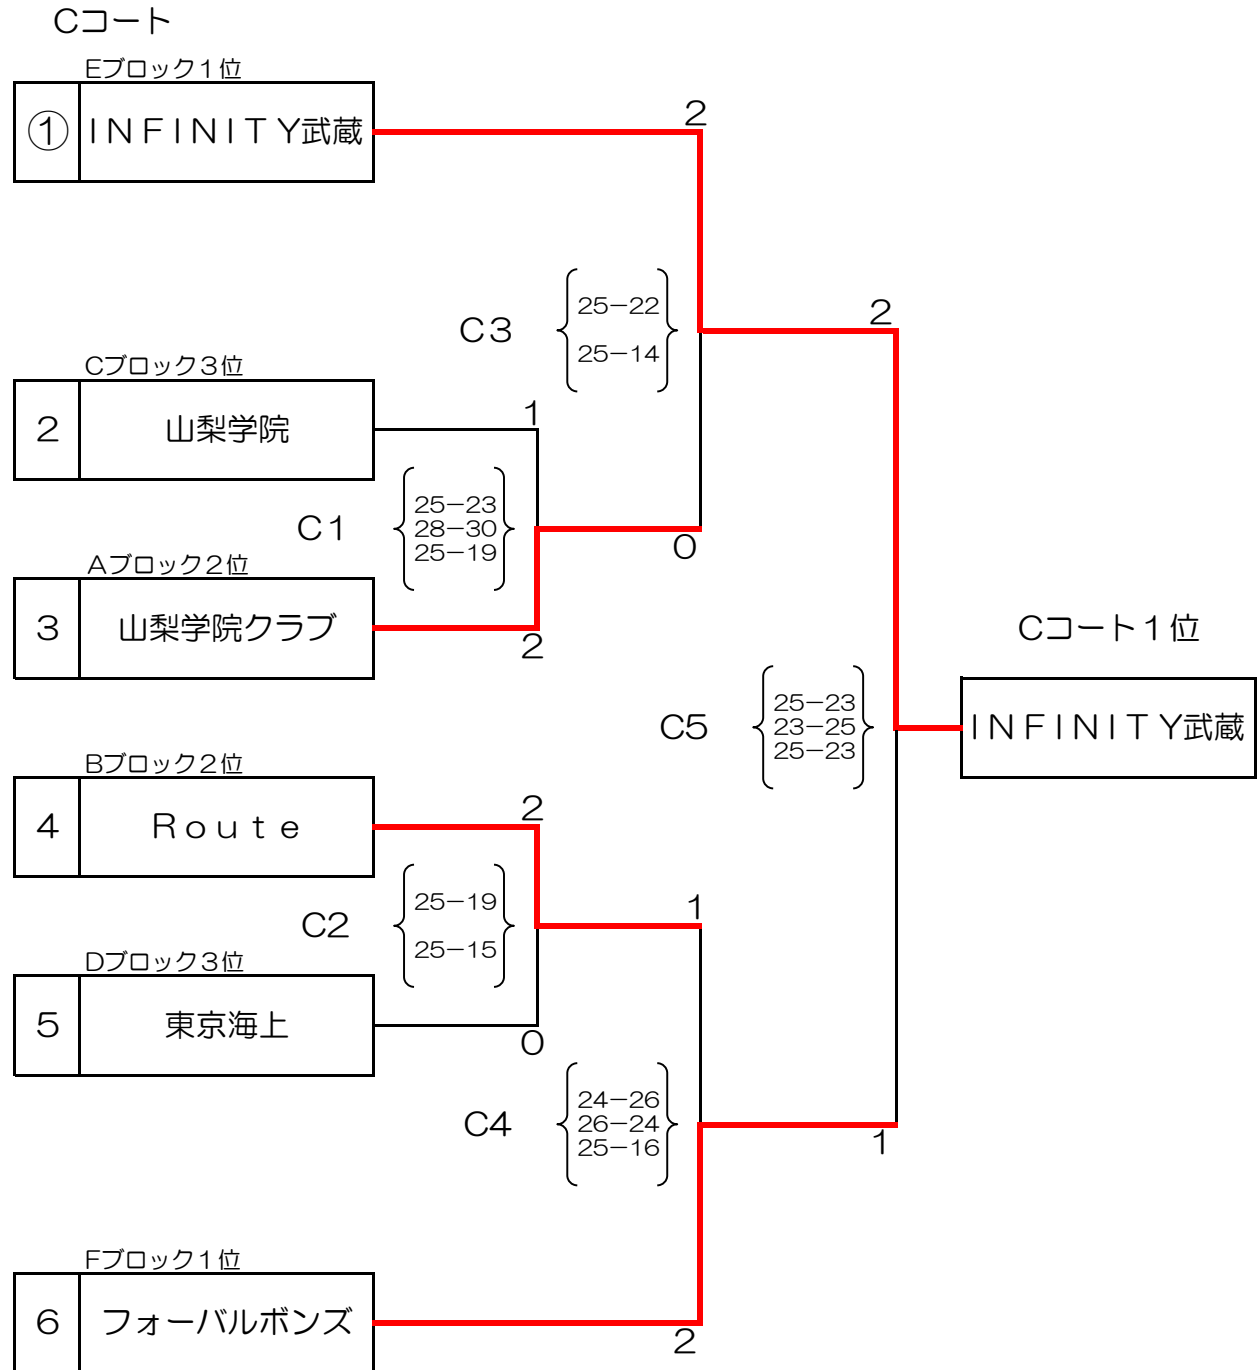 Cコート
Eブロック1位
① INFINITY武蔵
2
C3
25-22
25-14
2
Cブロック3位
2 山梨学院
1
C1
25-23
28-30
25-19
0
Aブロック2位
3 山梨学院クラブ
2
Cコート1位
INFINITY武蔵
C5
25-23
23-25
25-23
Bブロック2位
4 Route
2
C2
25-19
25-15
1
Dブロック3位
5 東京海上
0
C4
24-26
26-24
25-16
1
Fブロック1位
6 フォーバルボンズ
2